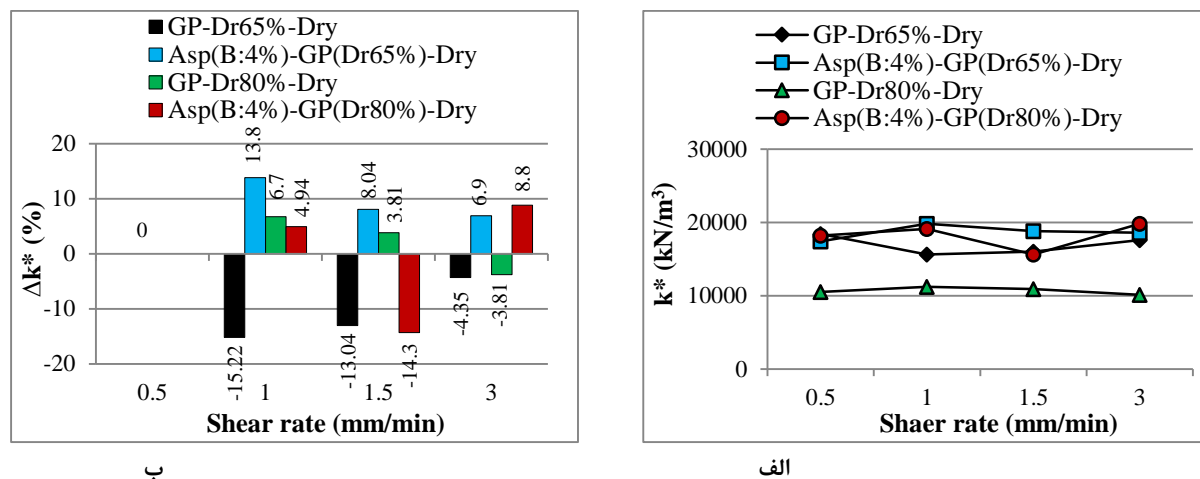 GP-Dr65%-Dry
Asp(B:4%)-GP(Dr65%)-Dry
GP-Dr80%-Dry
Asp(B:4%)-GP(Dr80%)-Dry
Δk* (%)
20
10
0
-10
-20
0
-15.22
13.8
6.7
4.94
-13.04
8.04
3.81
-14.3
-4.35
6.9
-3.81
8.8
0.5 1 1.5 3
Shear rate (mm/min)
ب
GP-Dr65%-Dry
Asp(B:4%)-GP(Dr65%)-Dry
GP-Dr80%-Dry
Asp(B:4%)-GP(Dr80%)-Dry
k* (kN/m³)
30000
20000
10000
0
0.5 1 1.5 3
Shaer rate (mm/min)
الف